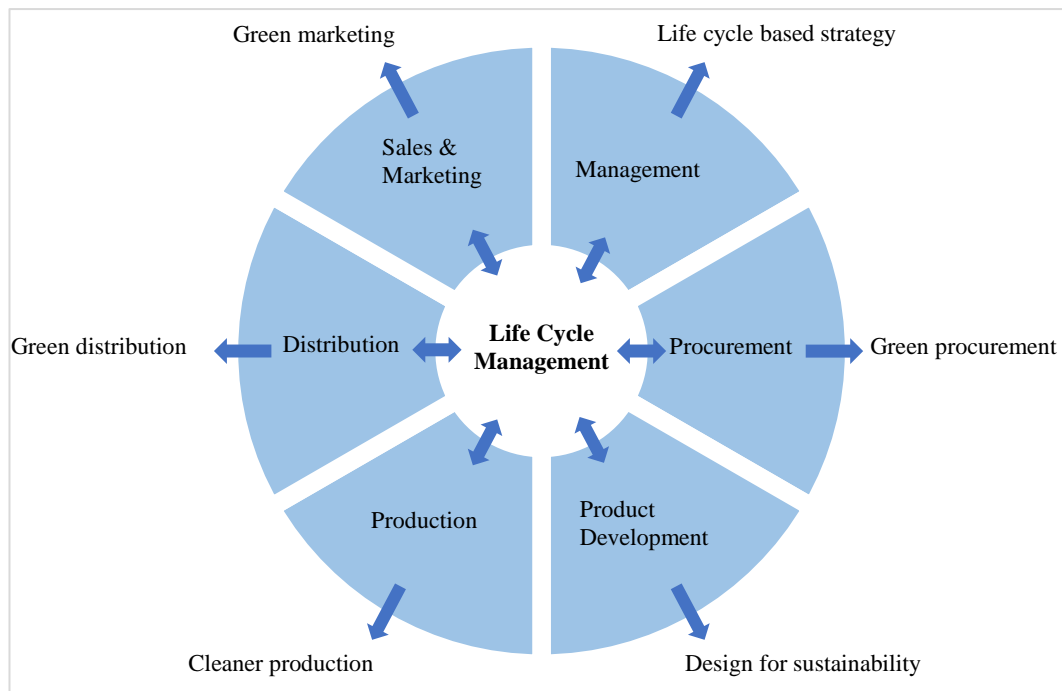 Green marketing
Life cycle based strategy
Sales &
Marketing
Management
Green distribution
Distribution
Life Cycle
Management
Procurement
Green procurement
Production
Product
Development
Cleaner production
Design for sustainability